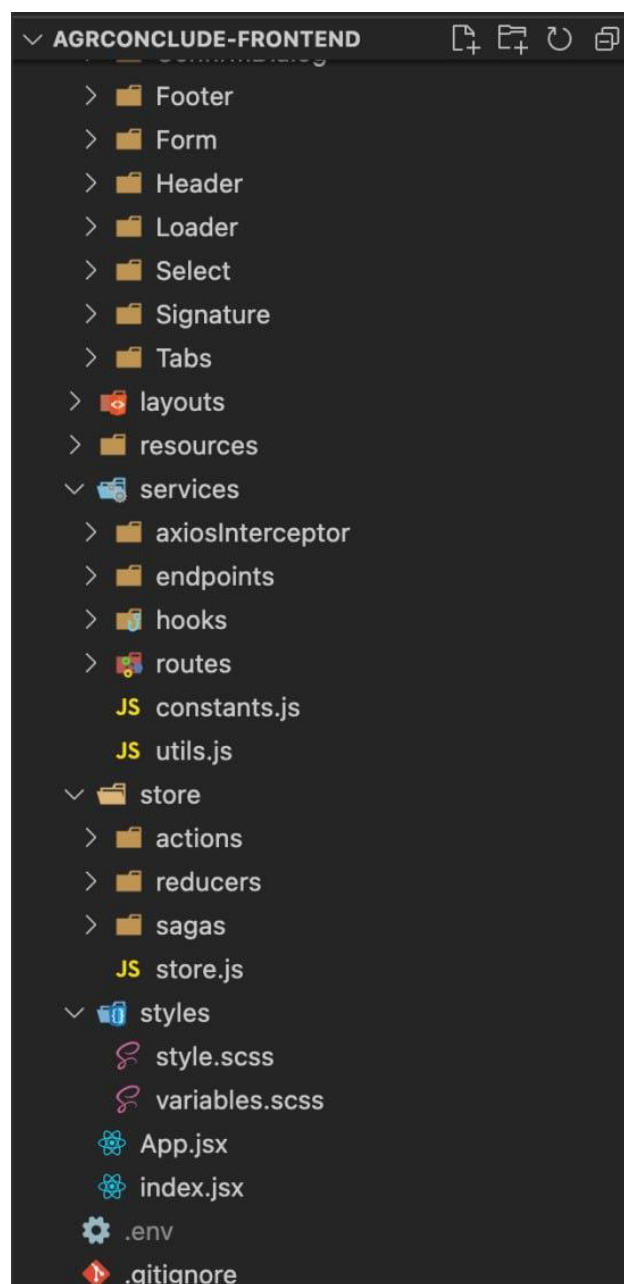 AGRCONCLUDE-FRONTEND
ConfirmDialog
Footer
Form
Header
Loader
Select
Signature
Tabs
layouts
resources
services
axiosInterceptor
endpoints
hooks
routes
JS constants.js
JS utils.js
store
actions
reducers
sagas
JS store.js
styles
style.scss
variables.scss
App.jsx
index.jsx
.env
.gitignore